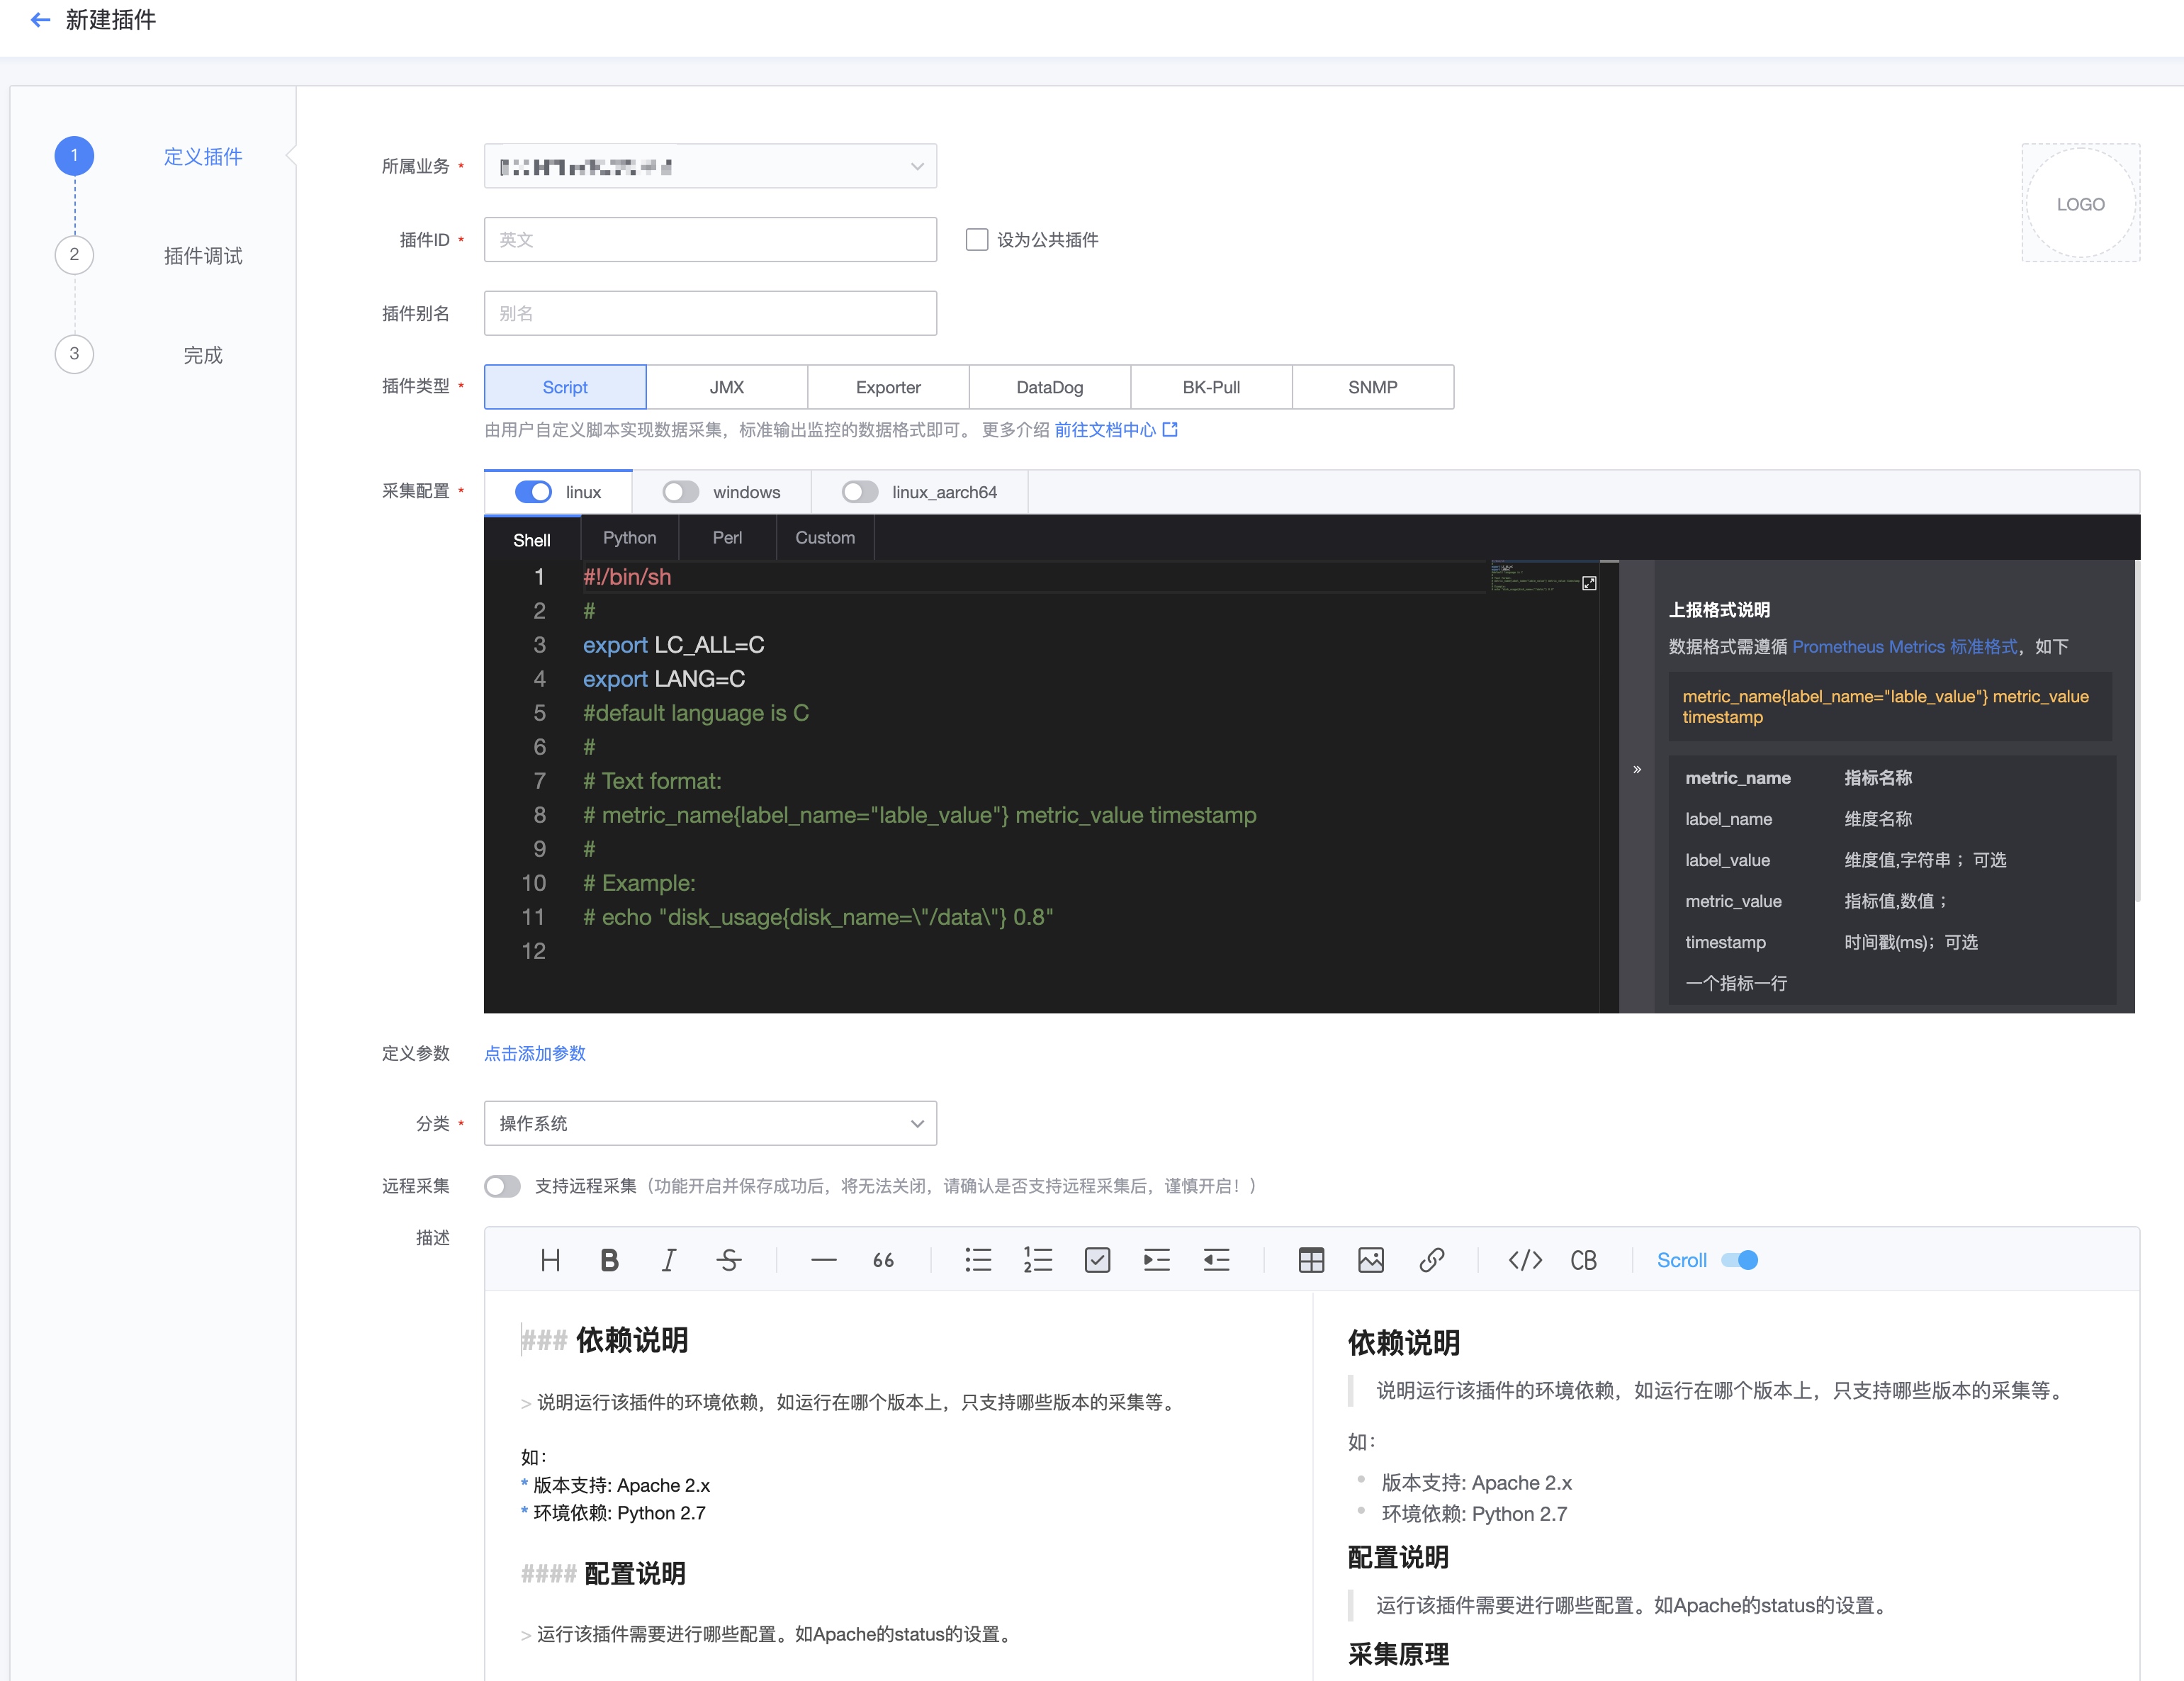 新建插件
1 定义插件
2 插件调试
3 完成
所属业务 *
LOGO
插件ID * 英文 设为公共插件
插件别名 别名
插件类型 * Script JMX Exporter DataDog BK-Pull SNMP
由用户自定义脚本实现数据采集，标准输出监控的数据格式即可。 更多介绍 前往文档中心
采集配置 * linux windows linux_aarch64
Shell Python Perl Custom
1 #!/bin/sh
2 #
3 export LC_ALL=C
4 export LANG=C
5 #default language is C
6 #
7 # Text format:
8 # metric_name{label_name="lable_value"} metric_value timestamp
9 #
10 # Example:
11 # echo "disk_usage{disk_name=\"/data\"} 0.8"
12
»
上报格式说明
数据格式需遵循 Prometheus Metrics 标准格式，如下
metric_name{label_name="lable_value"} metric_value
timestamp
metric_name 指标名称
label_name 维度名称
label_value 维度值,字符串 ；可选
metric_value 指标值,数值 ；
timestamp 时间戳(ms)；可选
一个指标一行
定义参数 点击添加参数
分类 * 操作系统
远程采集 支持远程采集（功能开启并保存成功后，将无法关闭，请确认是否支持远程采集后，谨慎开启！）
描述
H B I S — 66 </> CB Scroll
### 依赖说明
> 说明运行该插件的环境依赖，如运行在哪个版本上，只支持哪些版本的采集等。
如：
* 版本支持: Apache 2.x
* 环境依赖: Python 2.7
#### 配置说明
> 运行该插件需要进行哪些配置。如Apache的status的设置。
依赖说明
说明运行该插件的环境依赖，如运行在哪个版本上，只支持哪些版本的采集等。
如：
版本支持: Apache 2.x
环境依赖: Python 2.7
配置说明
运行该插件需要进行哪些配置。如Apache的status的设置。
采集原理